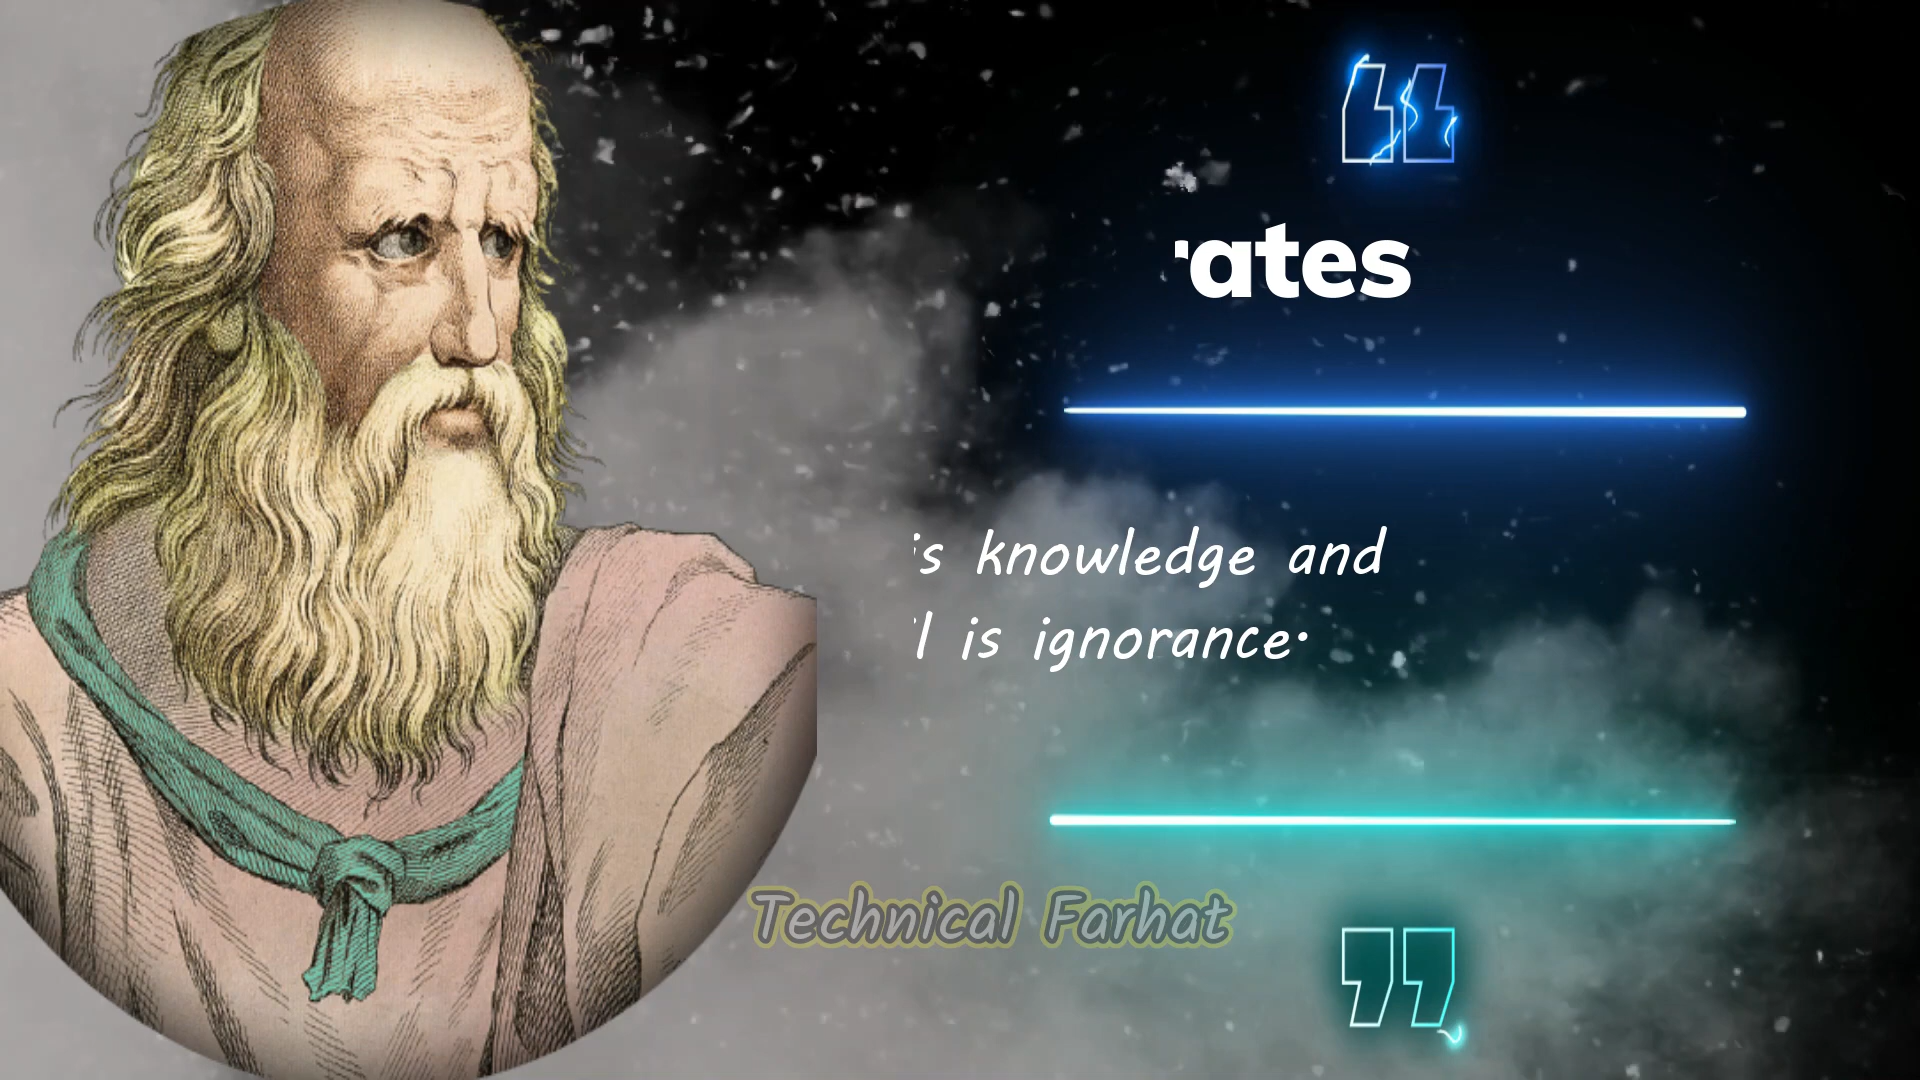 ates
s knowledge and
l is ignorance.
Technical Farhat